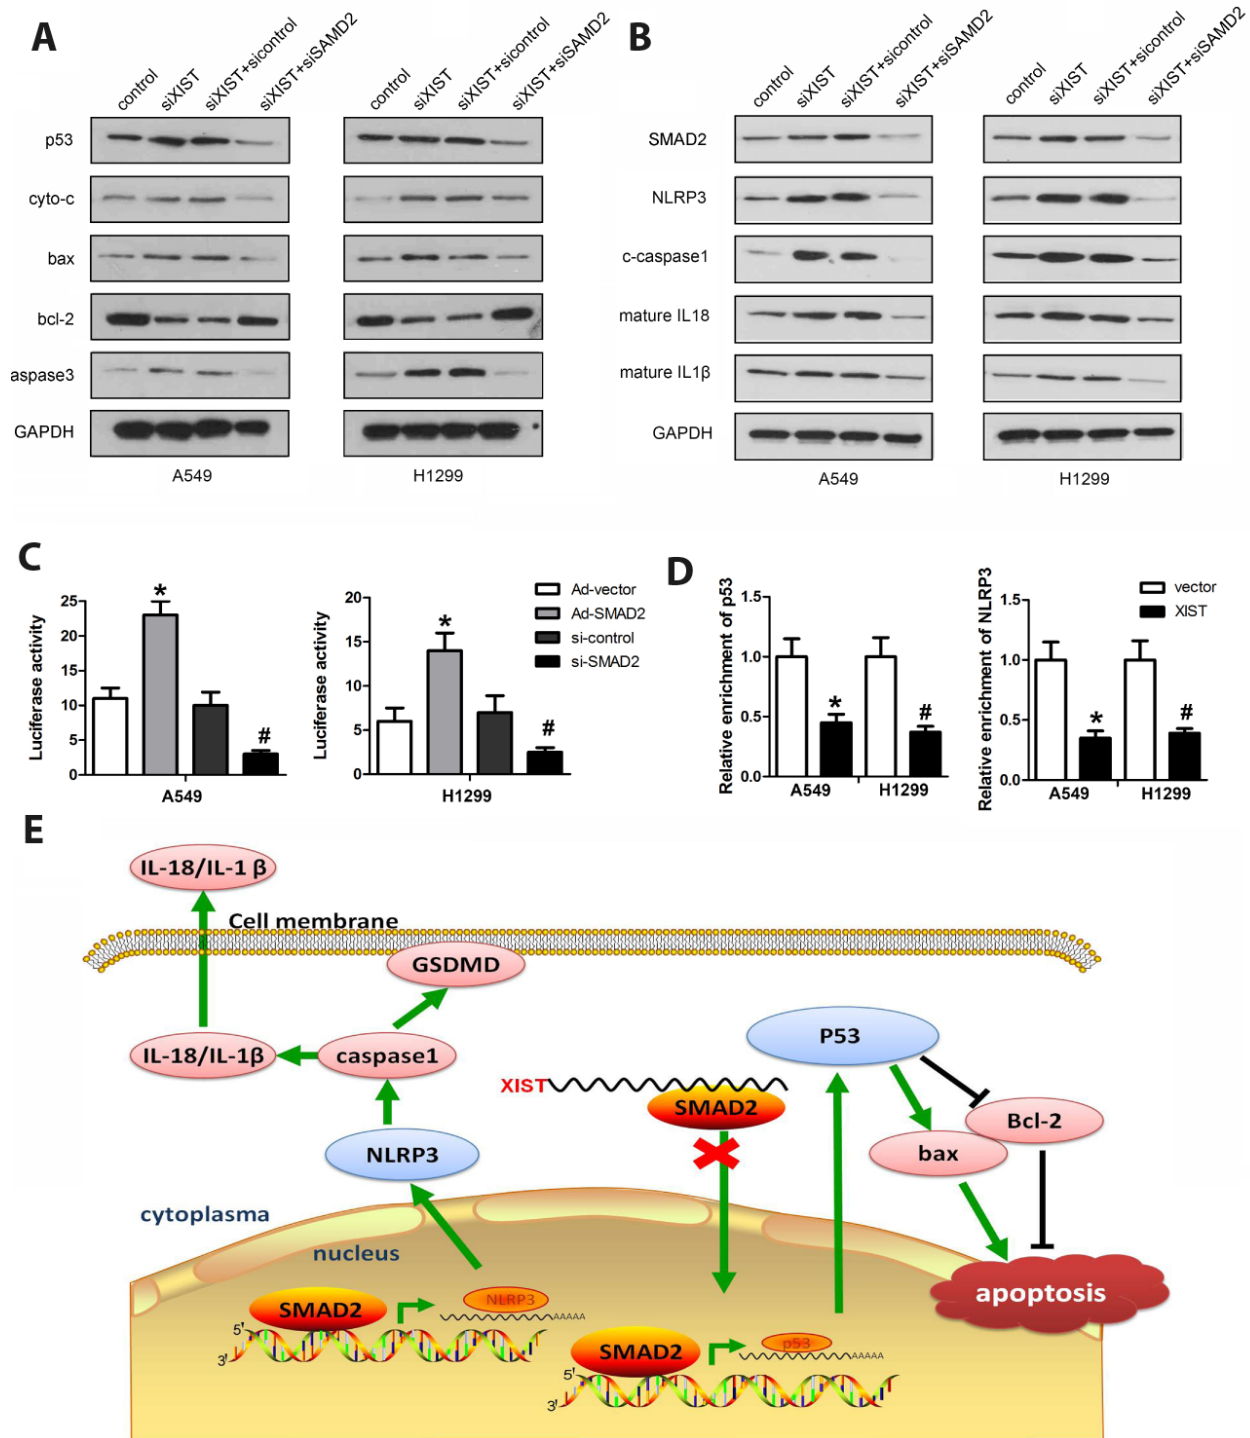 A
control
siXIST
siXIST+sicontrol
siXIST+siSAMD2
control
siXIST
siXIST+sicontrol
siXIST+siSAMD2
p53
cyto-c
bax
bcl-2
aspase3
GAPDH
A549
H1299
B
control
siXIST
siXIST+sicontrol
siXIST+siSAMD2
control
siXIST
siXIST+sicontrol
siXIST+siSAMD2
SMAD2
NLRP3
c-caspase1
mature IL18
mature IL1β
GAPDH
A549
H1299
C
Luciferase activity
25
20
15
10
5
0
*
#
A549
Luciferase activity
20
15
10
5
0
*
#
H1299
Ad-vector
Ad-SMAD2
si-control
si-SMAD2
D
Relative enrichment of p53
1.5
1.0
0.5
0.0
*
#
A549
H1299
Relative enrichment of NLRP3
1.5
1.0
0.5
0.0
*
#
A549
H1299
vector
XIST
E
IL-18/IL-1 β
Cell membrane
GSDMD
IL-18/IL-1β
caspase1
P53
XIST
SMAD2
Bcl-2
bax
NLRP3
cytoplasma
nucleus
apoptosis
SMAD2
NLRP3
AAAAA
5'
3'
SMAD2
p53
AAAAA
5'
3'